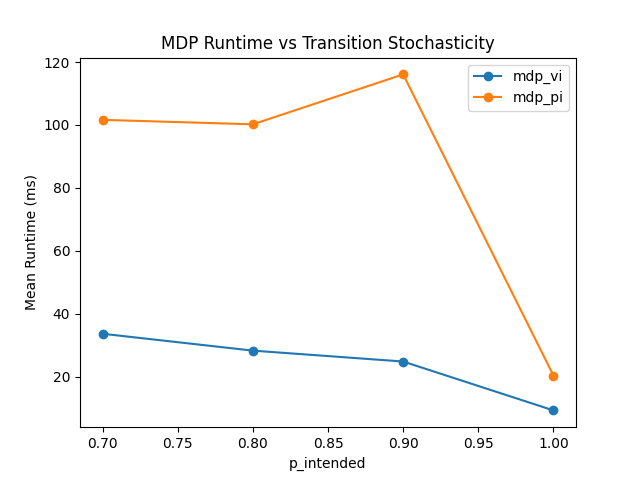 MDP Runtime vs Transition Stochasticity
mdp_vi
mdp_pi
Mean Runtime (ms)
120
100
80
60
40
20
0.70 0.75 0.80 0.85 0.90 0.95 1.00
p_intended